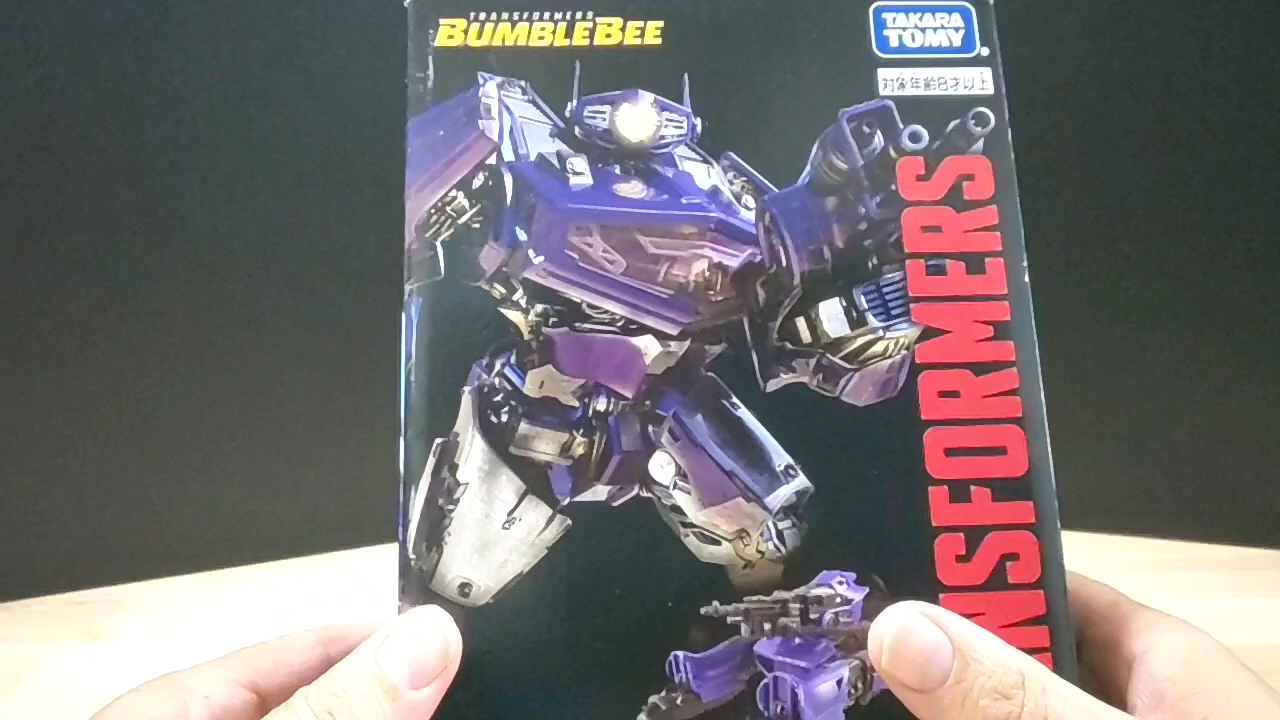 TRANSFORMERS
BUMBLEBEE
TAKARA
TOMY
対象年齢8才以上
NSFORMERS